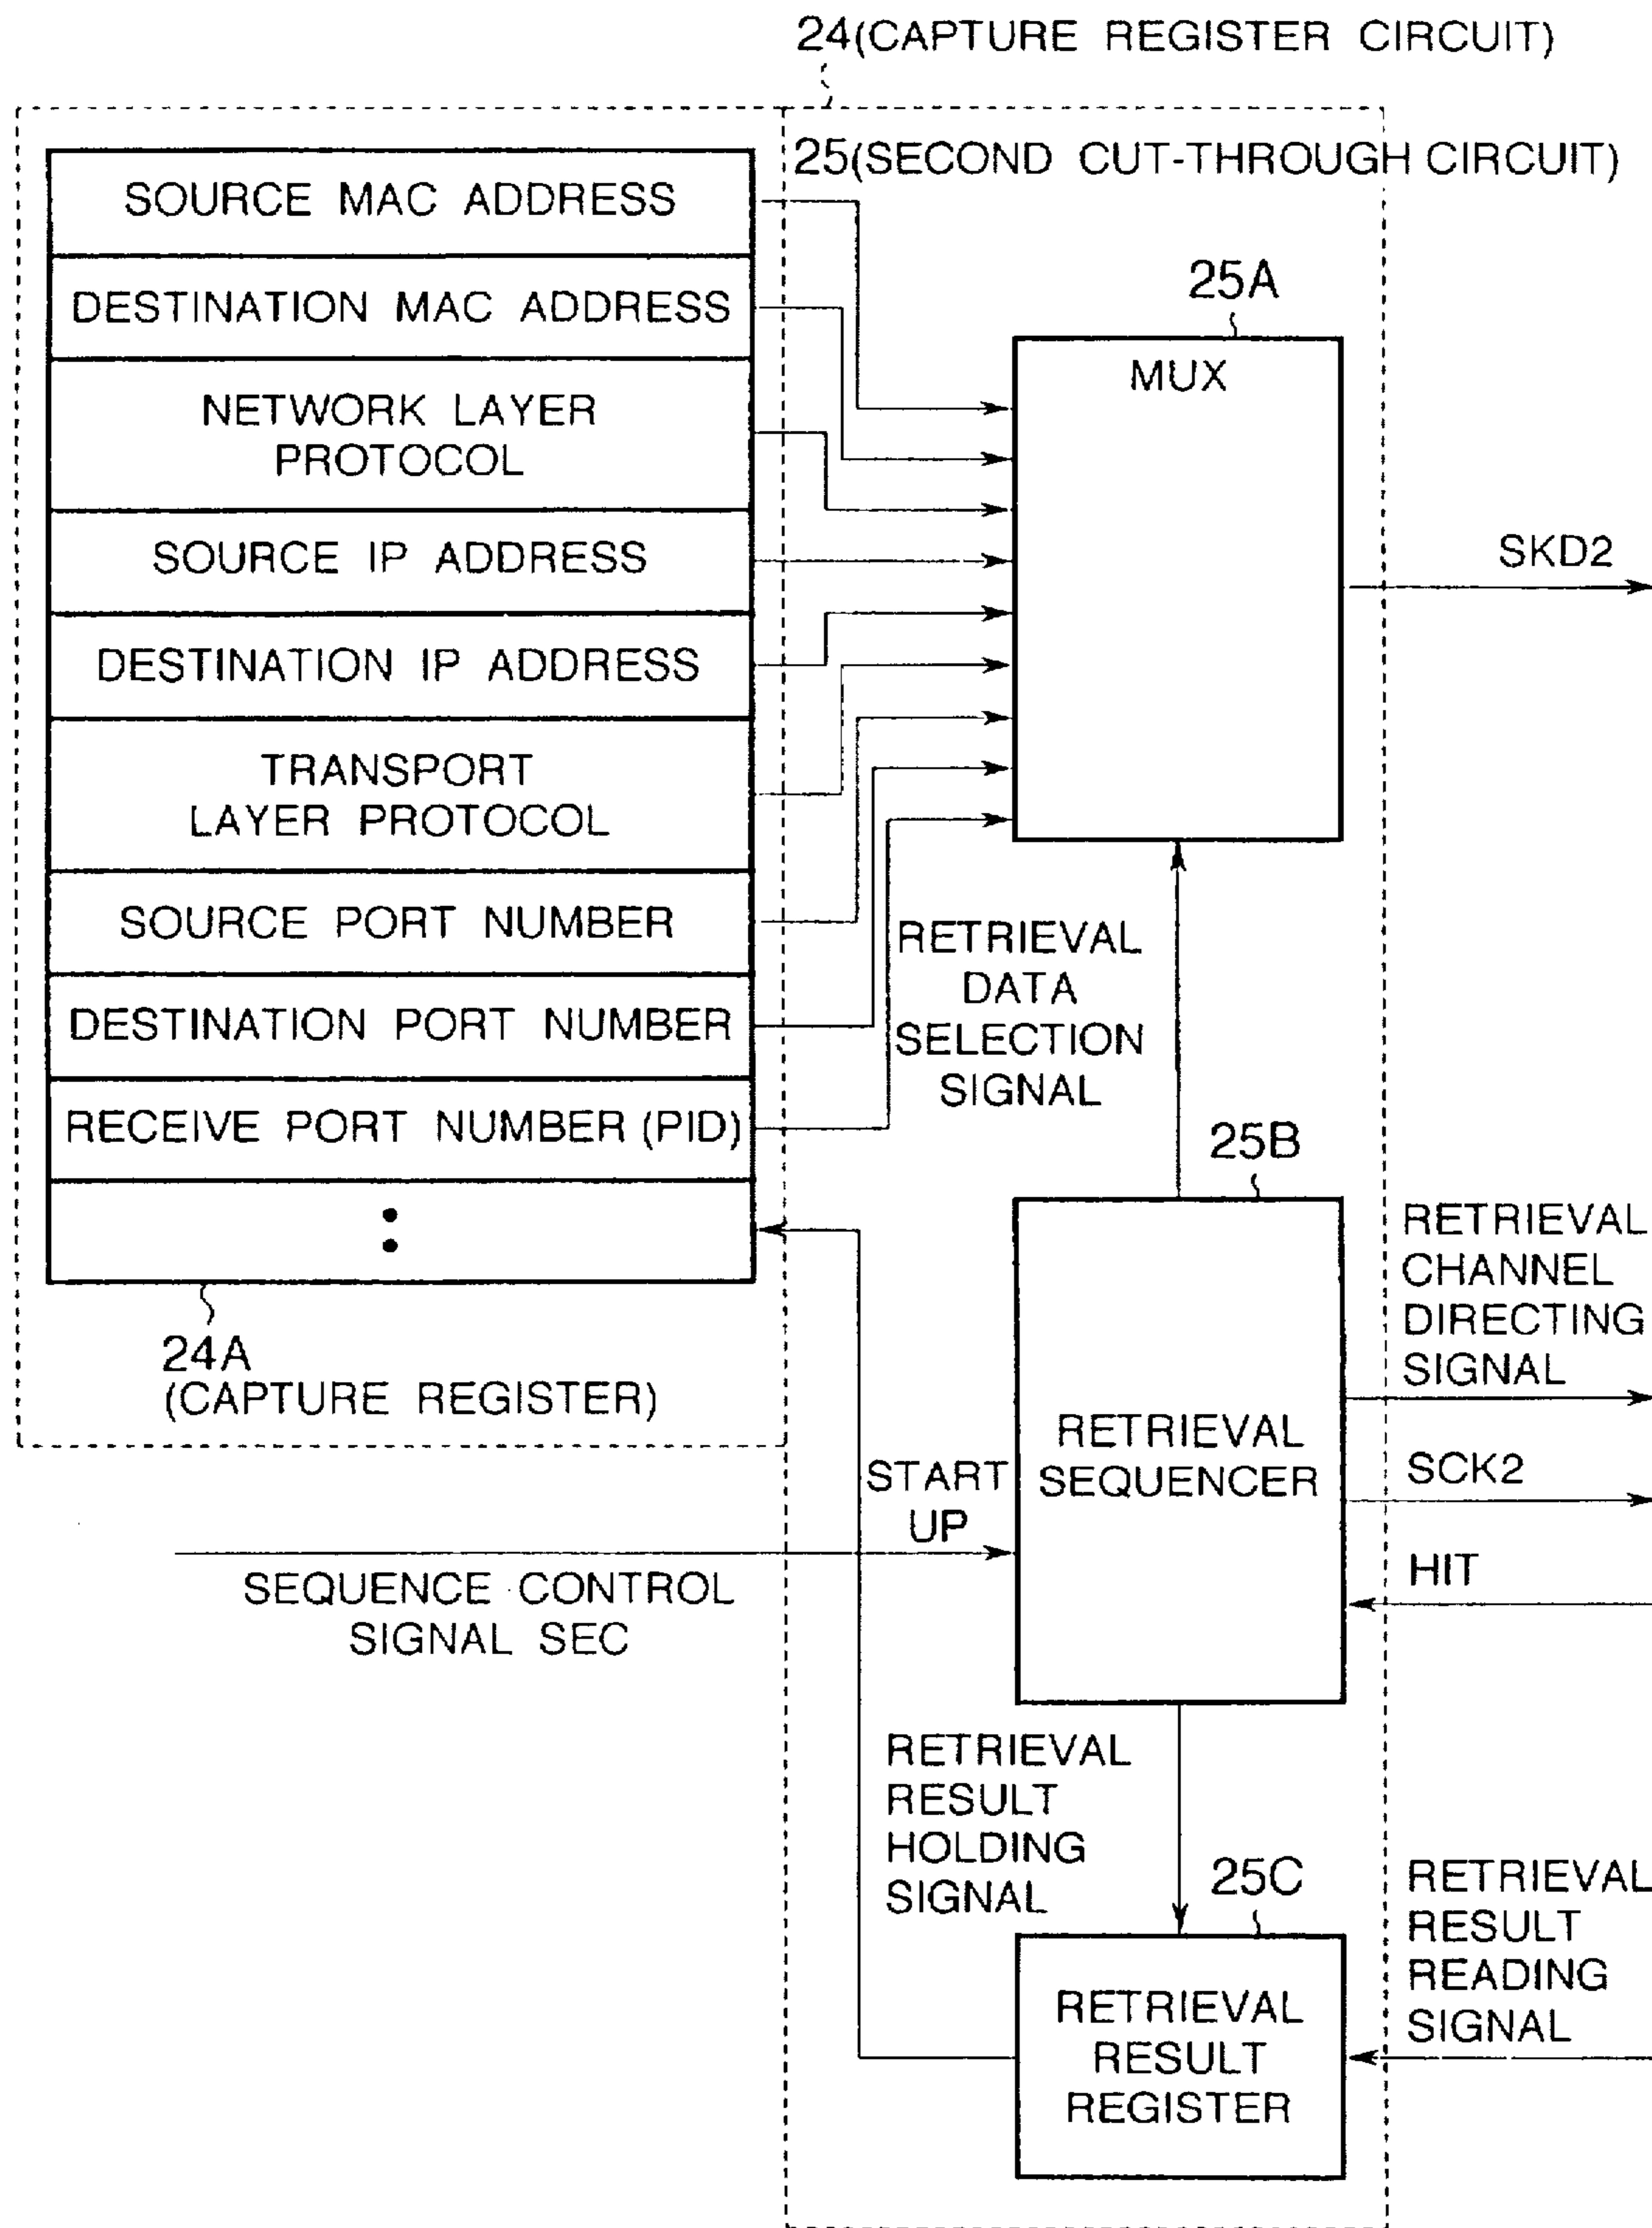 24(CAPTURE REGISTER CIRCUIT)
25(SECOND CUT-THROUGH CIRCUIT)
SOURCE MAC ADDRESS
DESTINATION MAC ADDRESS
NETWORK LAYER
PROTOCOL
SOURCE IP ADDRESS
DESTINATION IP ADDRESS
TRANSPORT
LAYER PROTOCOL
SOURCE PORT NUMBER
DESTINATION PORT NUMBER
RECEIVE PORT NUMBER (PID)
24A
(CAPTURE REGISTER)
25A
MUX
SKD2
RETRIEVAL
DATA
SELECTION
SIGNAL
25B
RETRIEVAL
SEQUENCER
RETRIEVAL
CHANNEL
DIRECTING
SIGNAL
SCK2
HIT
START
UP
SEQUENCE CONTROL
SIGNAL SEC
RETRIEVAL
RESULT
HOLDING
SIGNAL
25C
RETRIEVAL
RESULT
REGISTER
RETRIEVAL
RESULT
READING
SIGNAL